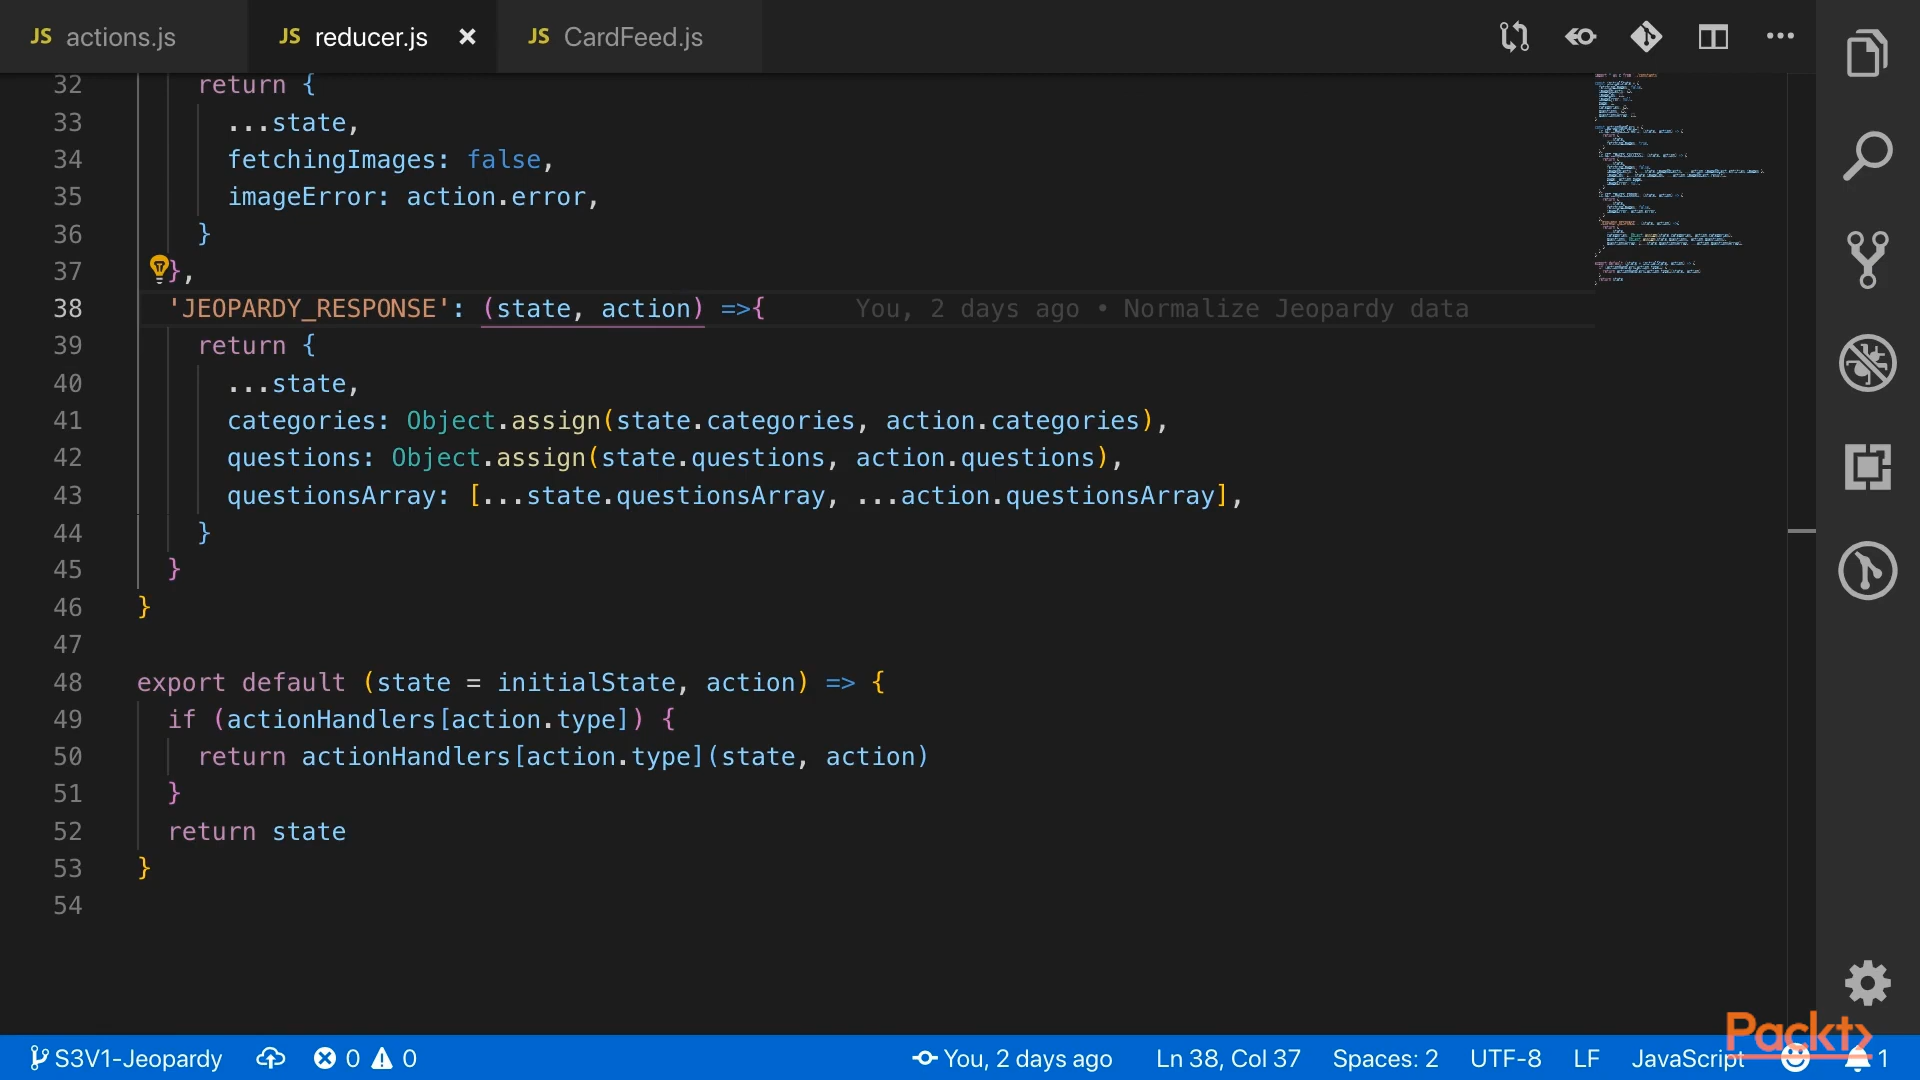 JS actions.js JS reducer.js × JS CardFeed.js
32 return {
33 ...state,
34 fetchingImages: false,
35 imageError: action.error,
36 }
37 },
38 'JEOPARDY_RESPONSE': (state, action) =>{ You, 2 days ago • Normalize Jeopardy data
39 return {
40 ...state,
41 categories: Object.assign(state.categories, action.categories),
42 questions: Object.assign(state.questions, action.questions),
43 questionsArray: [...state.questionsArray, ...action.questionsArray],
44 }
45 }
46 }
47
48 export default (state = initialState, action) => {
49 if (actionHandlers[action.type]) {
50 return actionHandlers[action.type](state, action)
51 }
52 return state
53 }
54
Packt>
S3V1-Jeopardy 0 0 You, 2 days ago Ln 38, Col 37 Spaces: 2 UTF-8 LF JavaScript 1